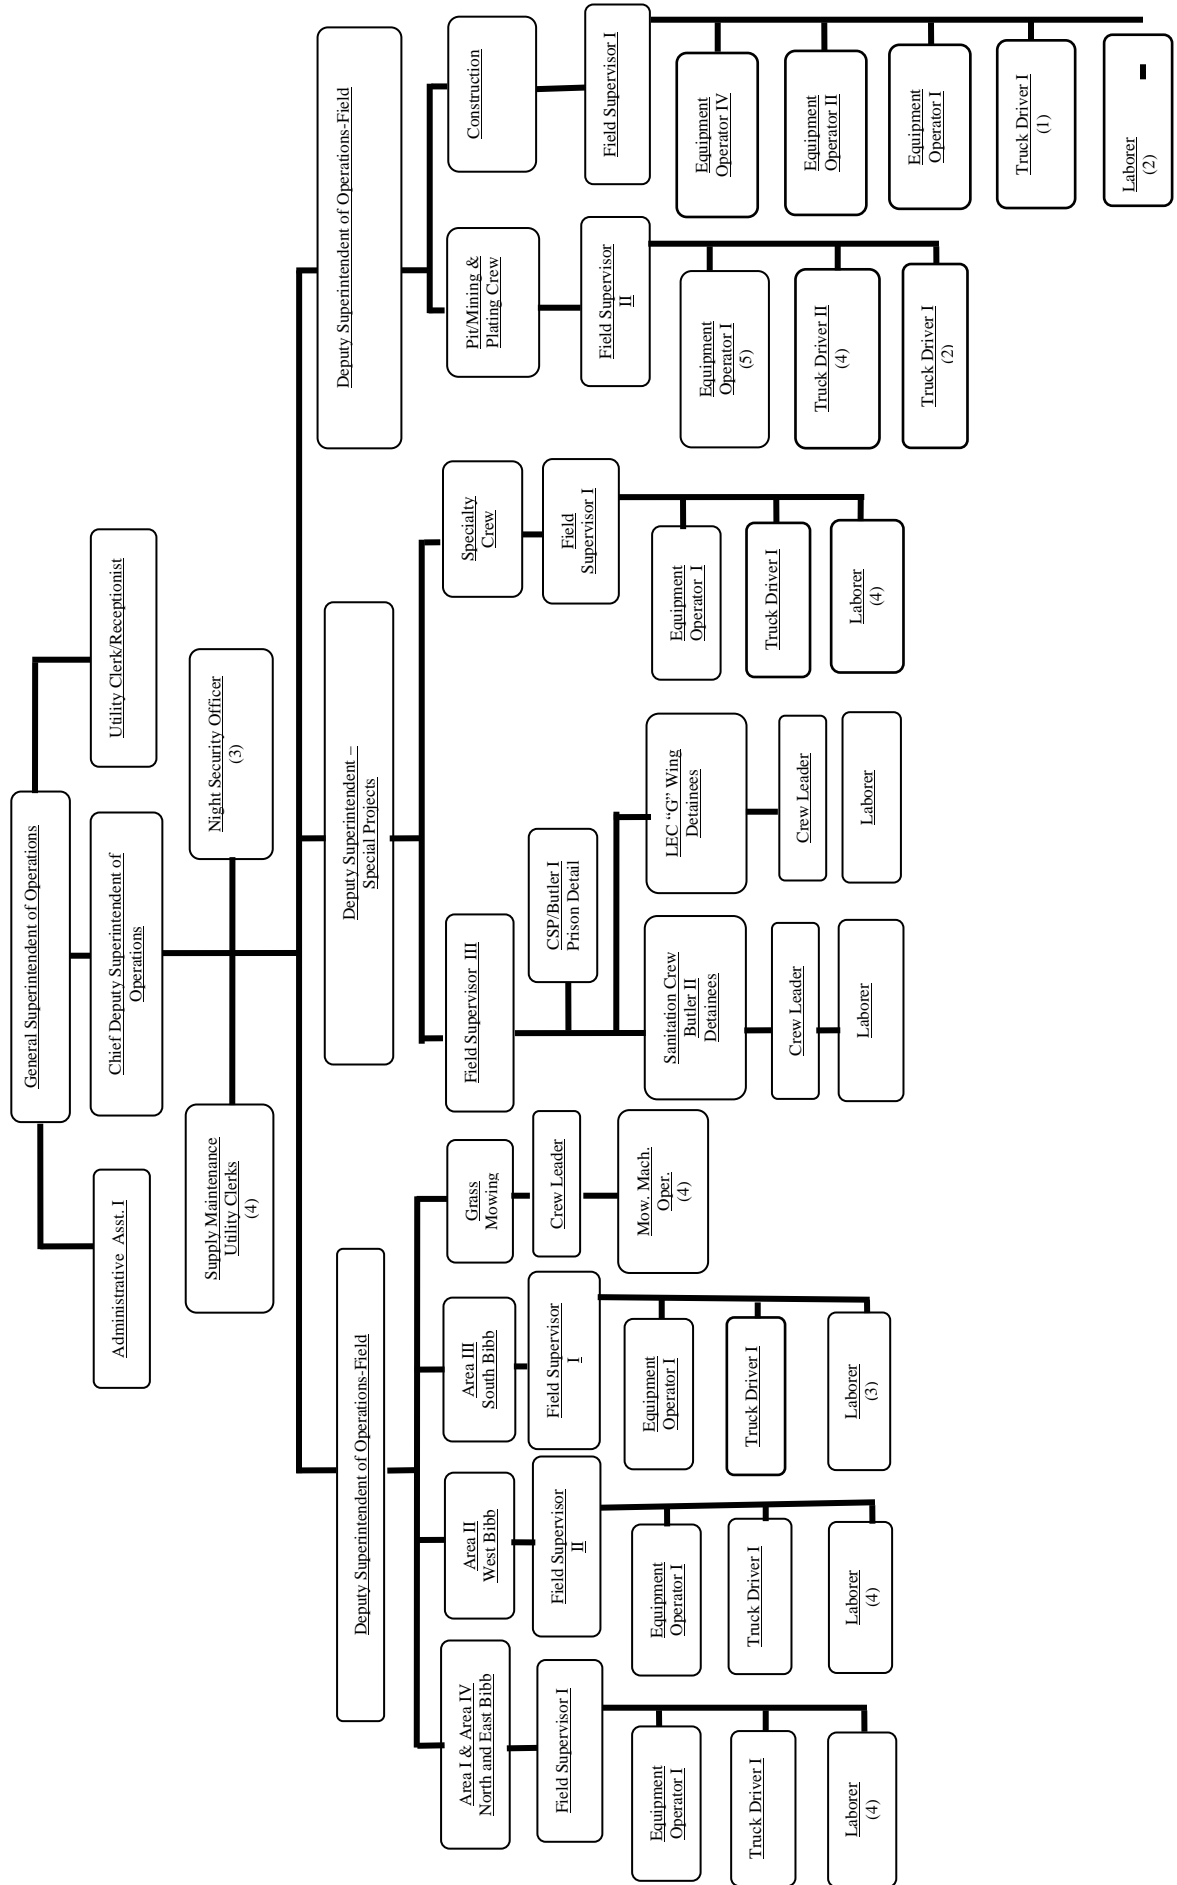 General Superintendent of Operations
Administrative Asst. I
Chief Deputy Superintendent of
Operations
Utility Clerk/Receptionist
Supply Maintenance
Utility Clerks
(4)
Night Security Officer
(3)
Deputy Superintendent of Operations-Field
Deputy Superintendent –
Special Projects
Deputy Superintendent of Operations-Field
Area I & Area IV
North and East Bibb
Field Supervisor I
Equipment
Operator I
Truck Driver I
Laborer
(4)
Area II
West Bibb
Field Supervisor
II
Equipment
Operator I
Truck Driver I
Laborer
(4)
Area III
South Bibb
Field Supervisor
I
Equipment
Operator I
Truck Driver I
Laborer
(3)
Grass
Mowing
Crew Leader
Mow. Mach.
Oper.
(4)
Field Supervisor III
CSP/Butler I
Prison Detail
Sanitation Crew
Butler II
Detainees
Crew Leader
Laborer
LEC “G” Wing
Detainees
Crew Leader
Laborer
Specialty
Crew
Field
Supervisor I
Equipment
Operator I
Truck Driver I
Laborer
(4)
Pit/Mining &
Plating Crew
Field Supervisor
II
Equipment
Operator I
(5)
Truck Driver II
(4)
Truck Driver I
(2)
Construction
Field Supervisor I
Equipment
Operator IV
Equipment
Operator II
Equipment
Operator I
Truck Driver I
(1)
Laborer
(2)